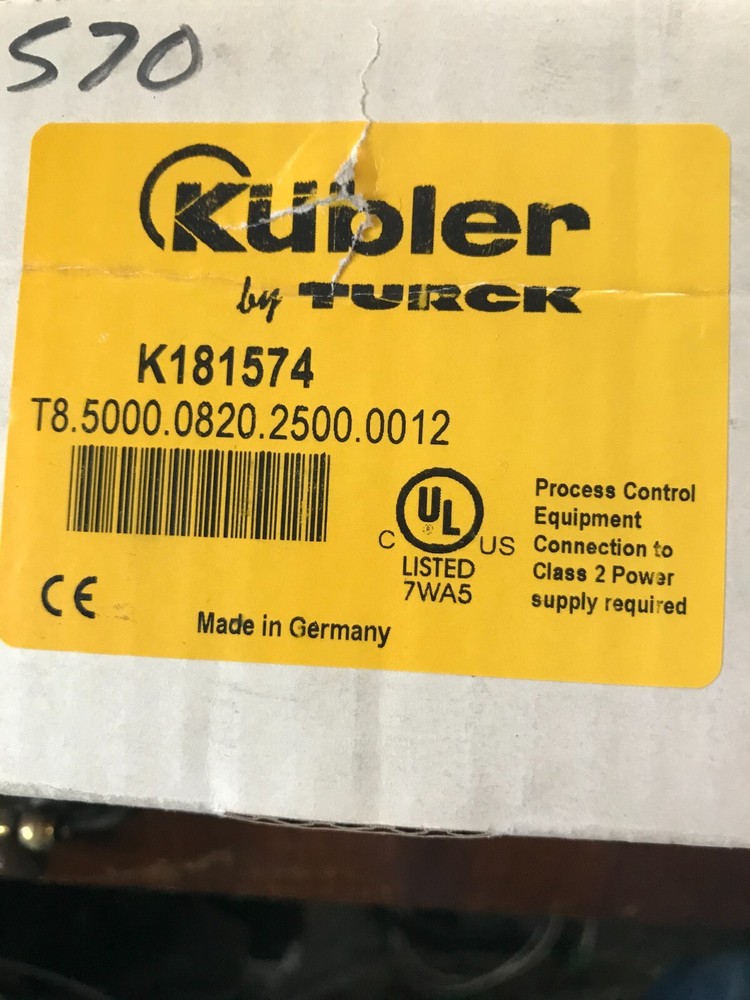 570
Kübler
by TURCK
K181574
T8.5000.0820.2500.0012
C UL US
LISTED
7WA5
Process Control
Equipment
Connection to
Class 2 Power
supply required
CE
Made in Germany